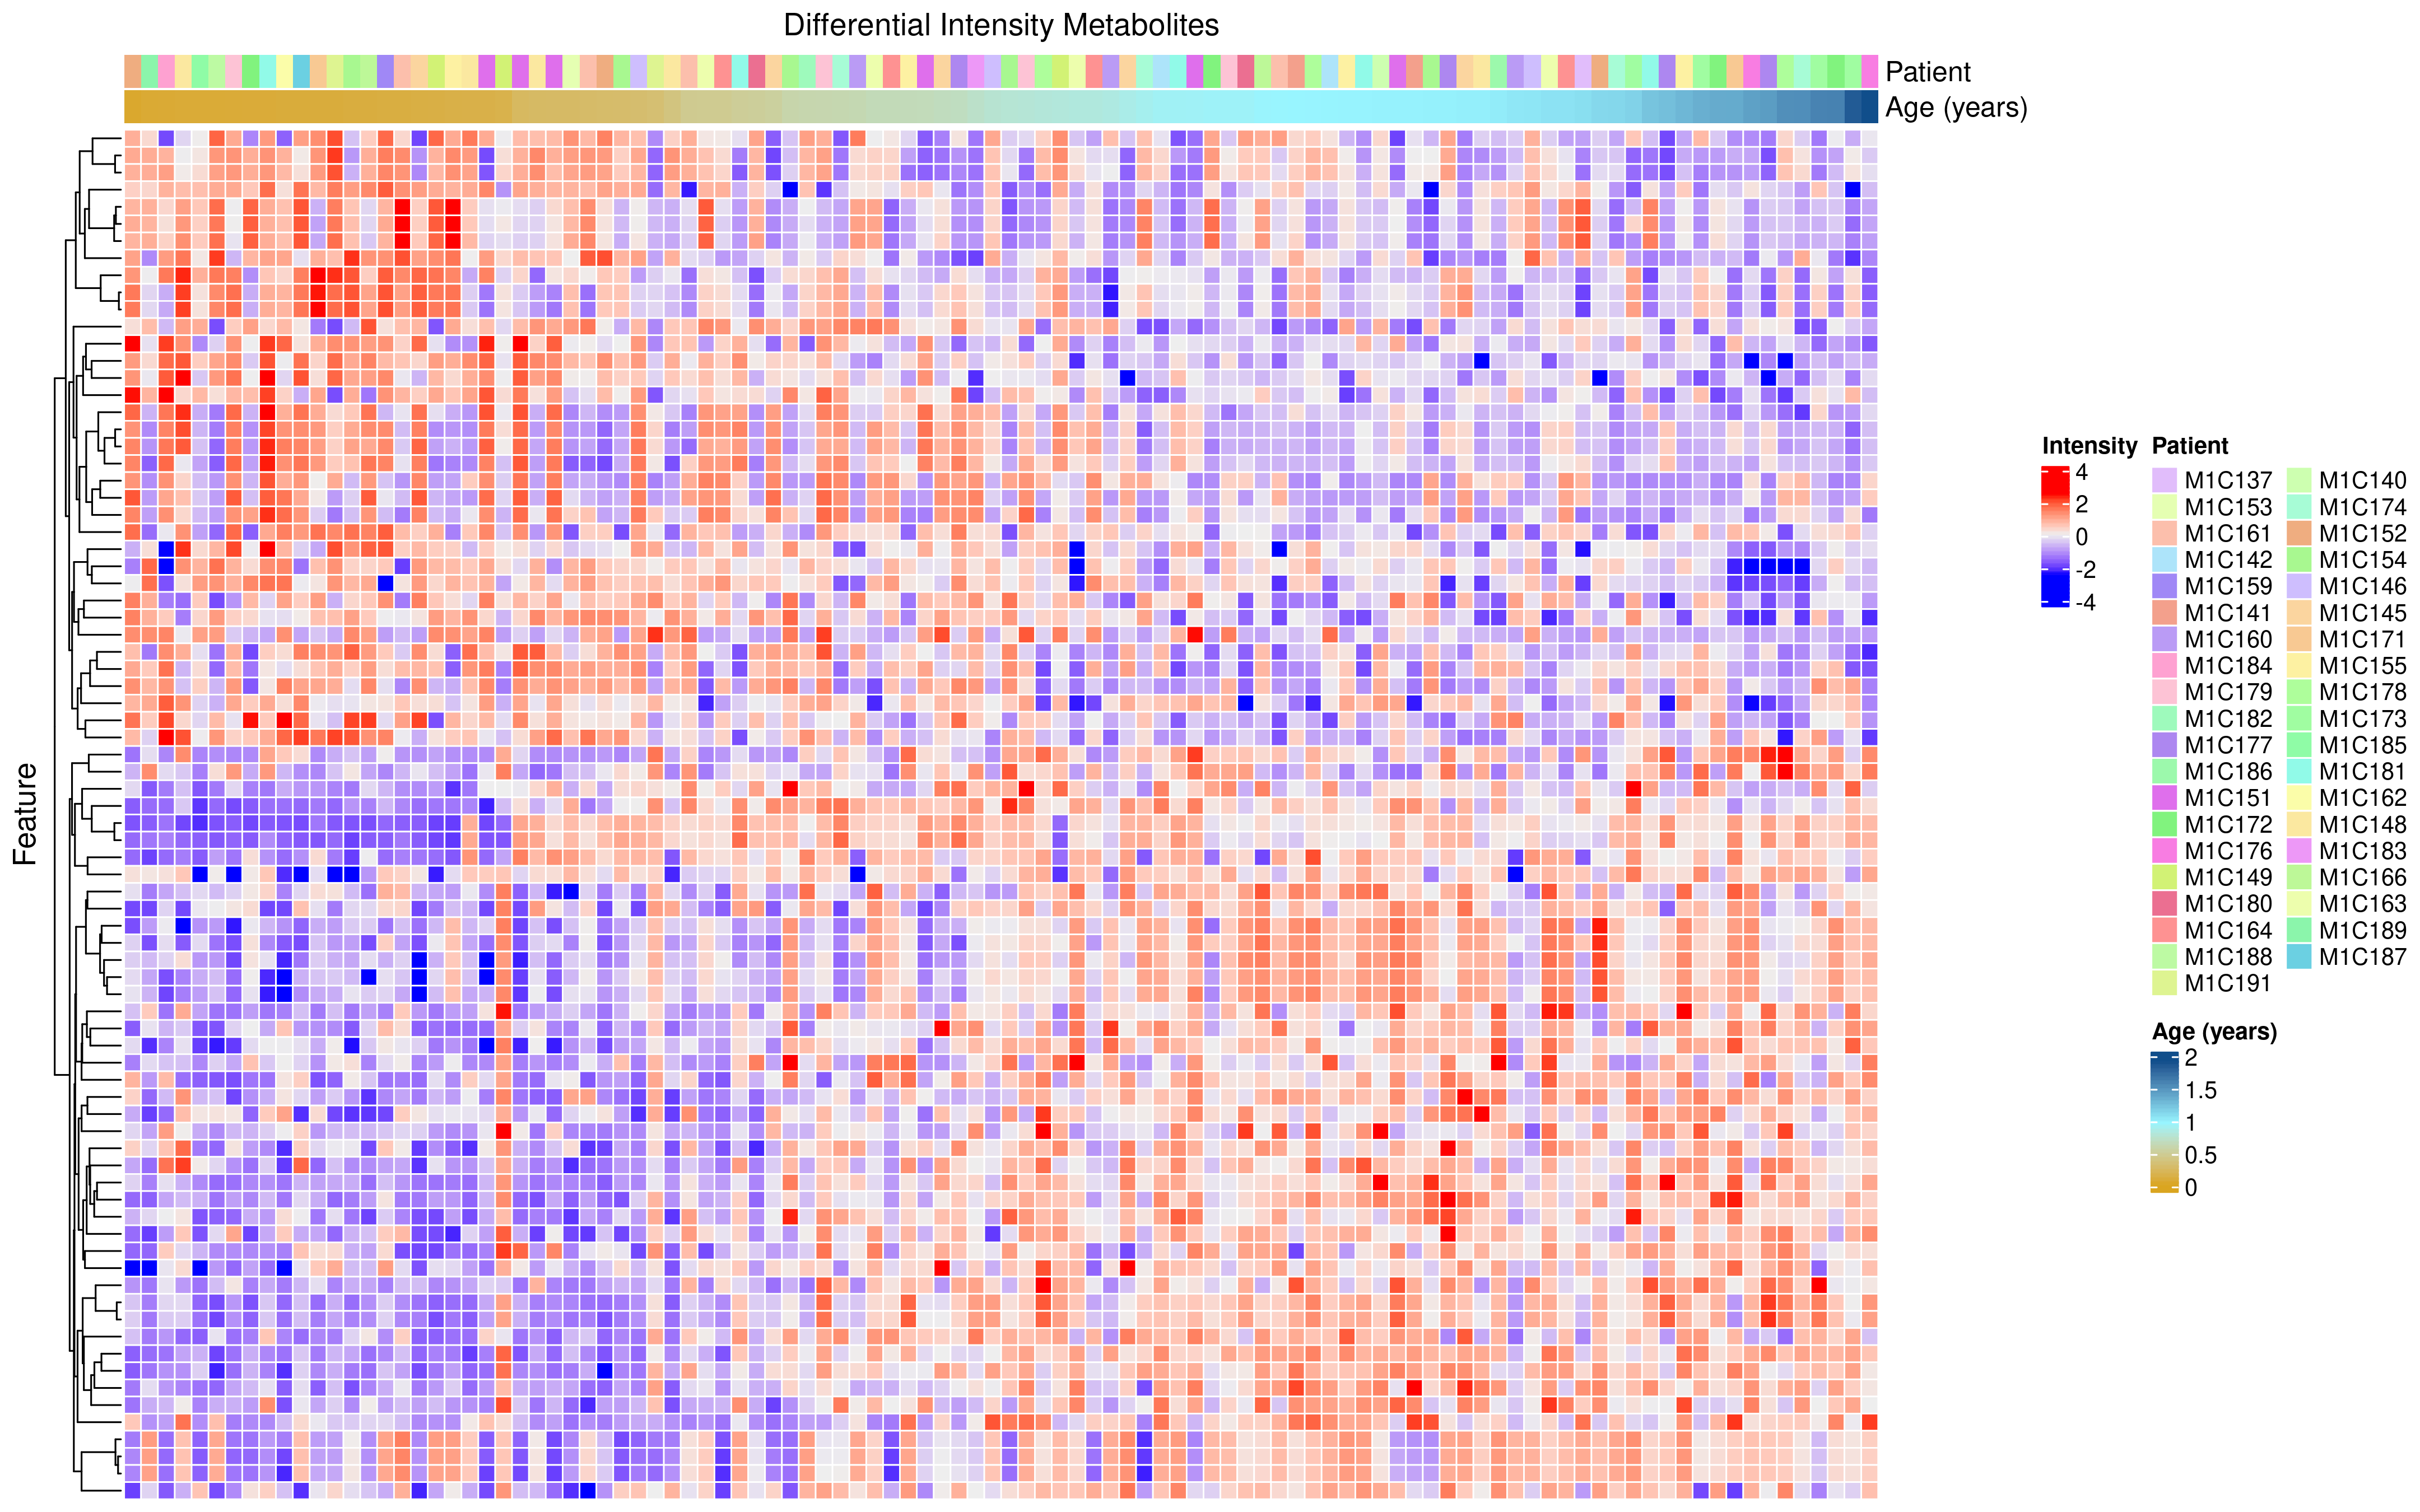 Differential Intensity Metabolites
Patient
Age (years)
Feature
Intensity
4
2
0
-2
-4
Patient
M1C137
M1C153
M1C161
M1C142
M1C159
M1C141
M1C160
M1C184
M1C179
M1C182
M1C177
M1C186
M1C151
M1C172
M1C176
M1C149
M1C180
M1C164
M1C188
M1C191
M1C140
M1C174
M1C152
M1C154
M1C146
M1C145
M1C171
M1C155
M1C178
M1C173
M1C185
M1C181
M1C162
M1C148
M1C183
M1C166
M1C163
M1C189
M1C187
Age (years)
2
1.5
1
0.5
0